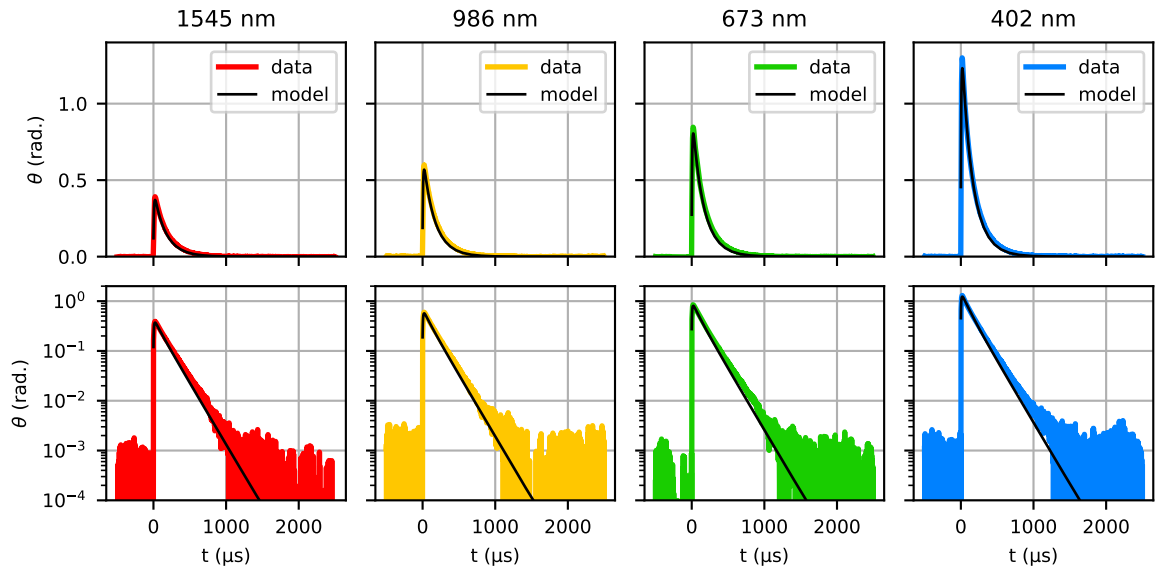 1545 nm 986 nm 673 nm 402 nm
data data data data
model model model model
1.0
0.5
0.0
θ (rad.)
10⁰
10⁻¹
10⁻²
10⁻³
10⁻⁴
θ (rad.)
0 1000 2000 0 1000 2000 0 1000 2000 0 1000 2000
t (µs) t (µs) t (µs) t (µs)